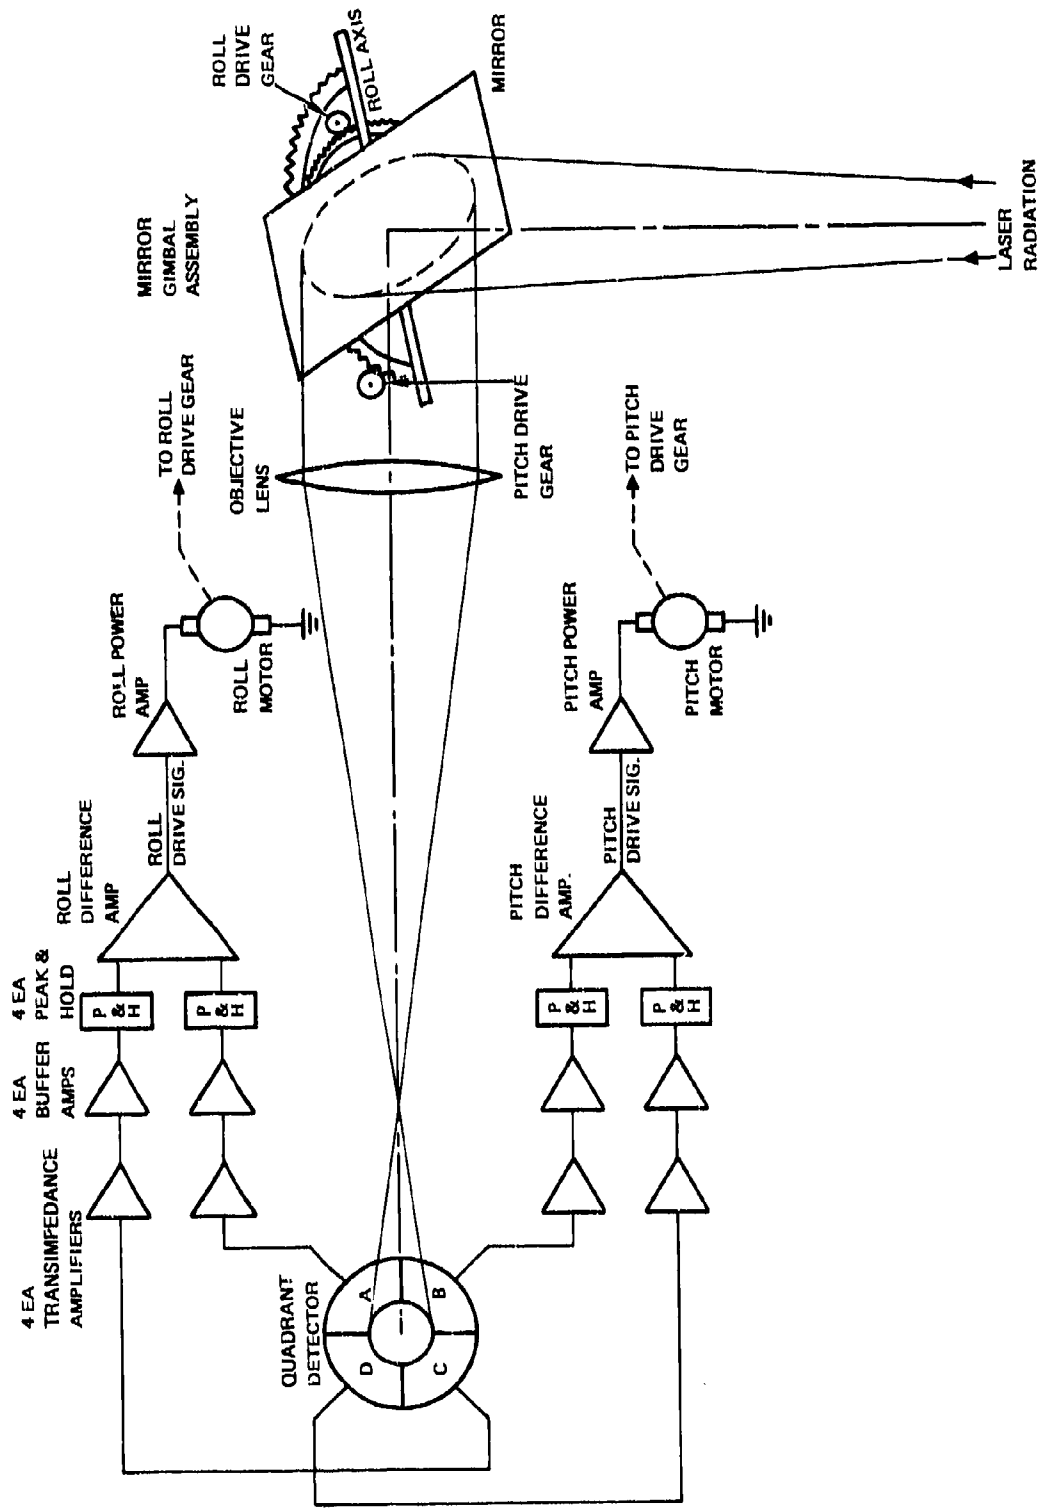 4 EA
TRANSIMPEDANCE
AMPLIFIERS
4 EA
BUFFER
AMPS
4 EA
PEAK &
HOLD
P
&
H
P
&
H
ROLL
DIFFERENCE
AMP
ROLL
DRIVE SIG.
ROLL POWER
AMP
ROLL
MOTOR
TO ROLL
DRIVE GEAR
MIRROR
GIMBAL
ASSEMBLY
ROLL
DRIVE
GEAR
ROLL AXIS
MIRROR
QUADRANT
DETECTOR
A
B
C
D
OBJECTIVE
LENS
PITCH DRIVE
GEAR
P
&
H
P
&
H
PITCH
DIFFERENCE
AMP.
PITCH
DRIVE SIG.
PITCH POWER
AMP
PITCH
MOTOR
TO PITCH
DRIVE
GEAR
LASER
RADIATION